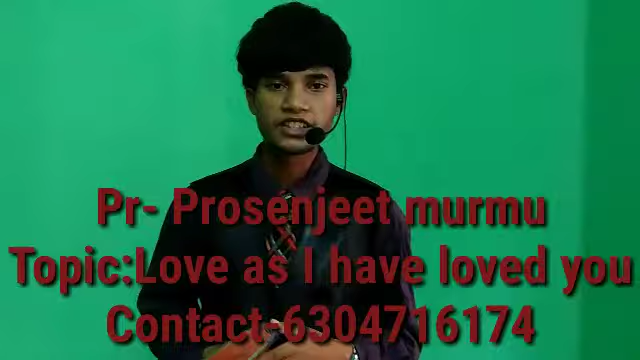 Pr- Prosenjeet murmu
Topic:Love as I have loved you
Contact-6304716174